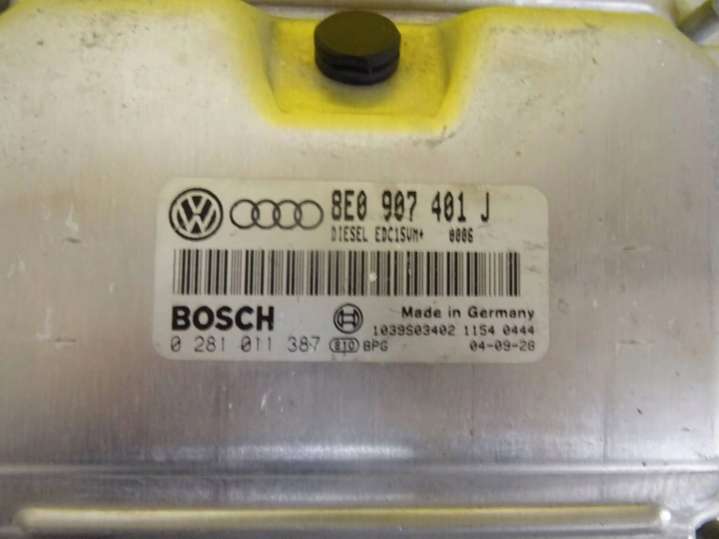 8E0 907 401 J
DIESEL EDC15VM+ 0006
BOSCH
Made in Germany
1039S03402 1154 0444
0 281 011 387 810 BPG 04-09-28